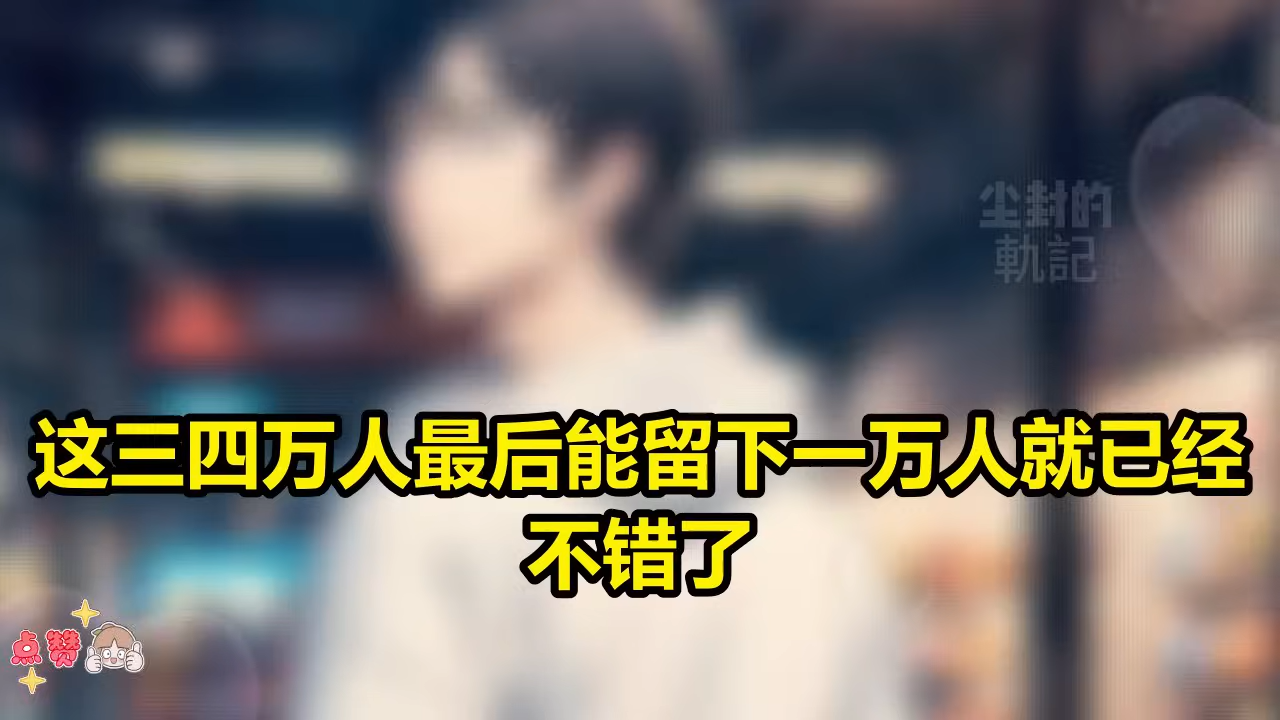 尘封的
軌記
这三四万人最后能留下一万人就已经
不错了
点赞